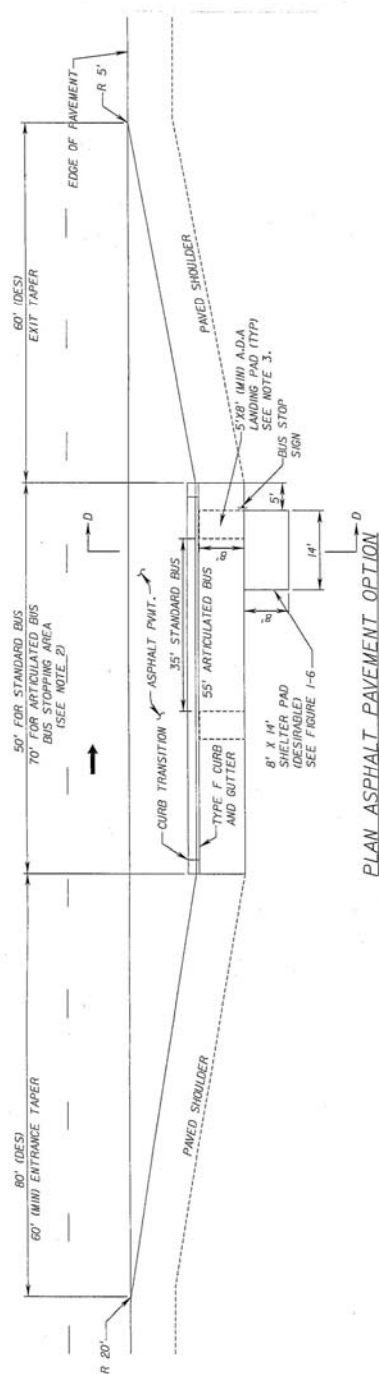 80' (DES)
60' (MIN) ENTRANCE TAPER
50' FOR STANDARD BUS
70' FOR ARTICULATED BUS
BUS STOPPING AREA
(SEE NOTE 2)
60' (DES)
EXIT TAPER
R 20'
EDGE OF PAVEMENT
R 5'
D
CURB TRANSITION
ASPHALT PVMT.
35' STANDARD BUS
55' ARTICULATED BUS
8'
TYPE F CURB
AND GUTTER
PAVED SHOULDER
PAVED SHOULDER
5'X8' (MIN) A.D.A
LANDING PAD (TYP)
SEE NOTE 3.
BUS STOP
SIGN
5'
14'
8'
8' X 14'
SHELTER PAD
(DESIRABLE)
SEE FIGURE 1-6
D
PLAN ASPHALT PAVEMENT OPTION